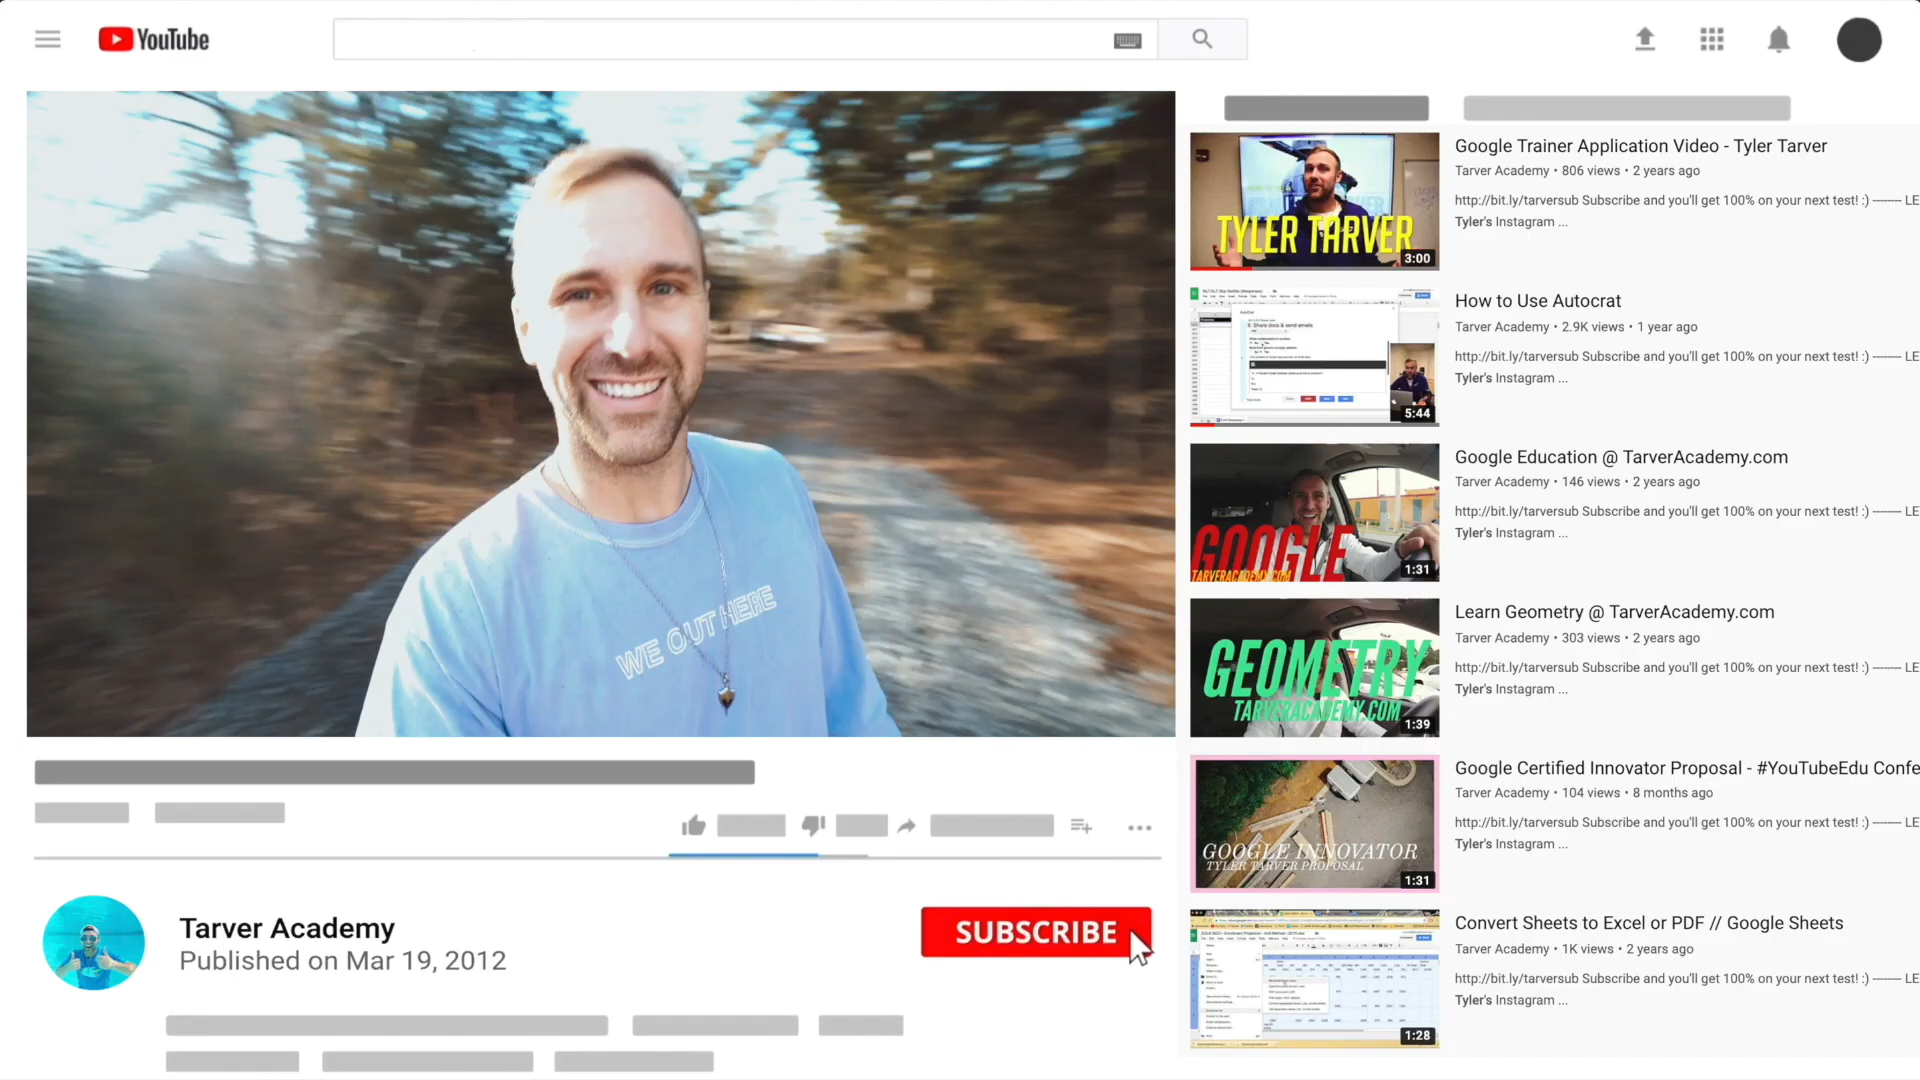 YouTube
WE OUT HERE
Tarver Academy
Published on Mar 19, 2012
SUBSCRIBE
TYLER TARVER
3:00
Google Trainer Application Video - Tyler Tarver
Tarver Academy • 806 views • 2 years ago
http://bit.ly/tarversub Subscribe and you'll get 100% on your next test! :) -------- LE
Tyler's Instagram ...
8. Share docs & send emails
5:44
How to Use Autocrat
Tarver Academy • 2.9K views • 1 year ago
http://bit.ly/tarversub Subscribe and you'll get 100% on your next test! :) -------- LE
Tyler's Instagram ...
GOOGLE
TARVERACADEMY.COM
1:31
Google Education @ TarverAcademy.com
Tarver Academy • 146 views • 2 years ago
http://bit.ly/tarversub Subscribe and you'll get 100% on your next test! :) -------- LE
Tyler's Instagram ...
GEOMETRY
TARVERACADEMY.COM
1:39
Learn Geometry @ TarverAcademy.com
Tarver Academy • 303 views • 2 years ago
http://bit.ly/tarversub Subscribe and you'll get 100% on your next test! :) -------- LE
Tyler's Instagram ...
GOOGLE INNOVATOR
TYLER TARVER PROPOSAL
1:31
Google Certified Innovator Proposal - #YouTubeEdu Confe
Tarver Academy • 104 views • 8 months ago
http://bit.ly/tarversub Subscribe and you'll get 100% on your next test! :) -------- LE
Tyler's Instagram ...
1:28
Convert Sheets to Excel or PDF // Google Sheets
Tarver Academy • 1K views • 2 years ago
http://bit.ly/tarversub Subscribe and you'll get 100% on your next test! :) -------- LE
Tyler's Instagram ...